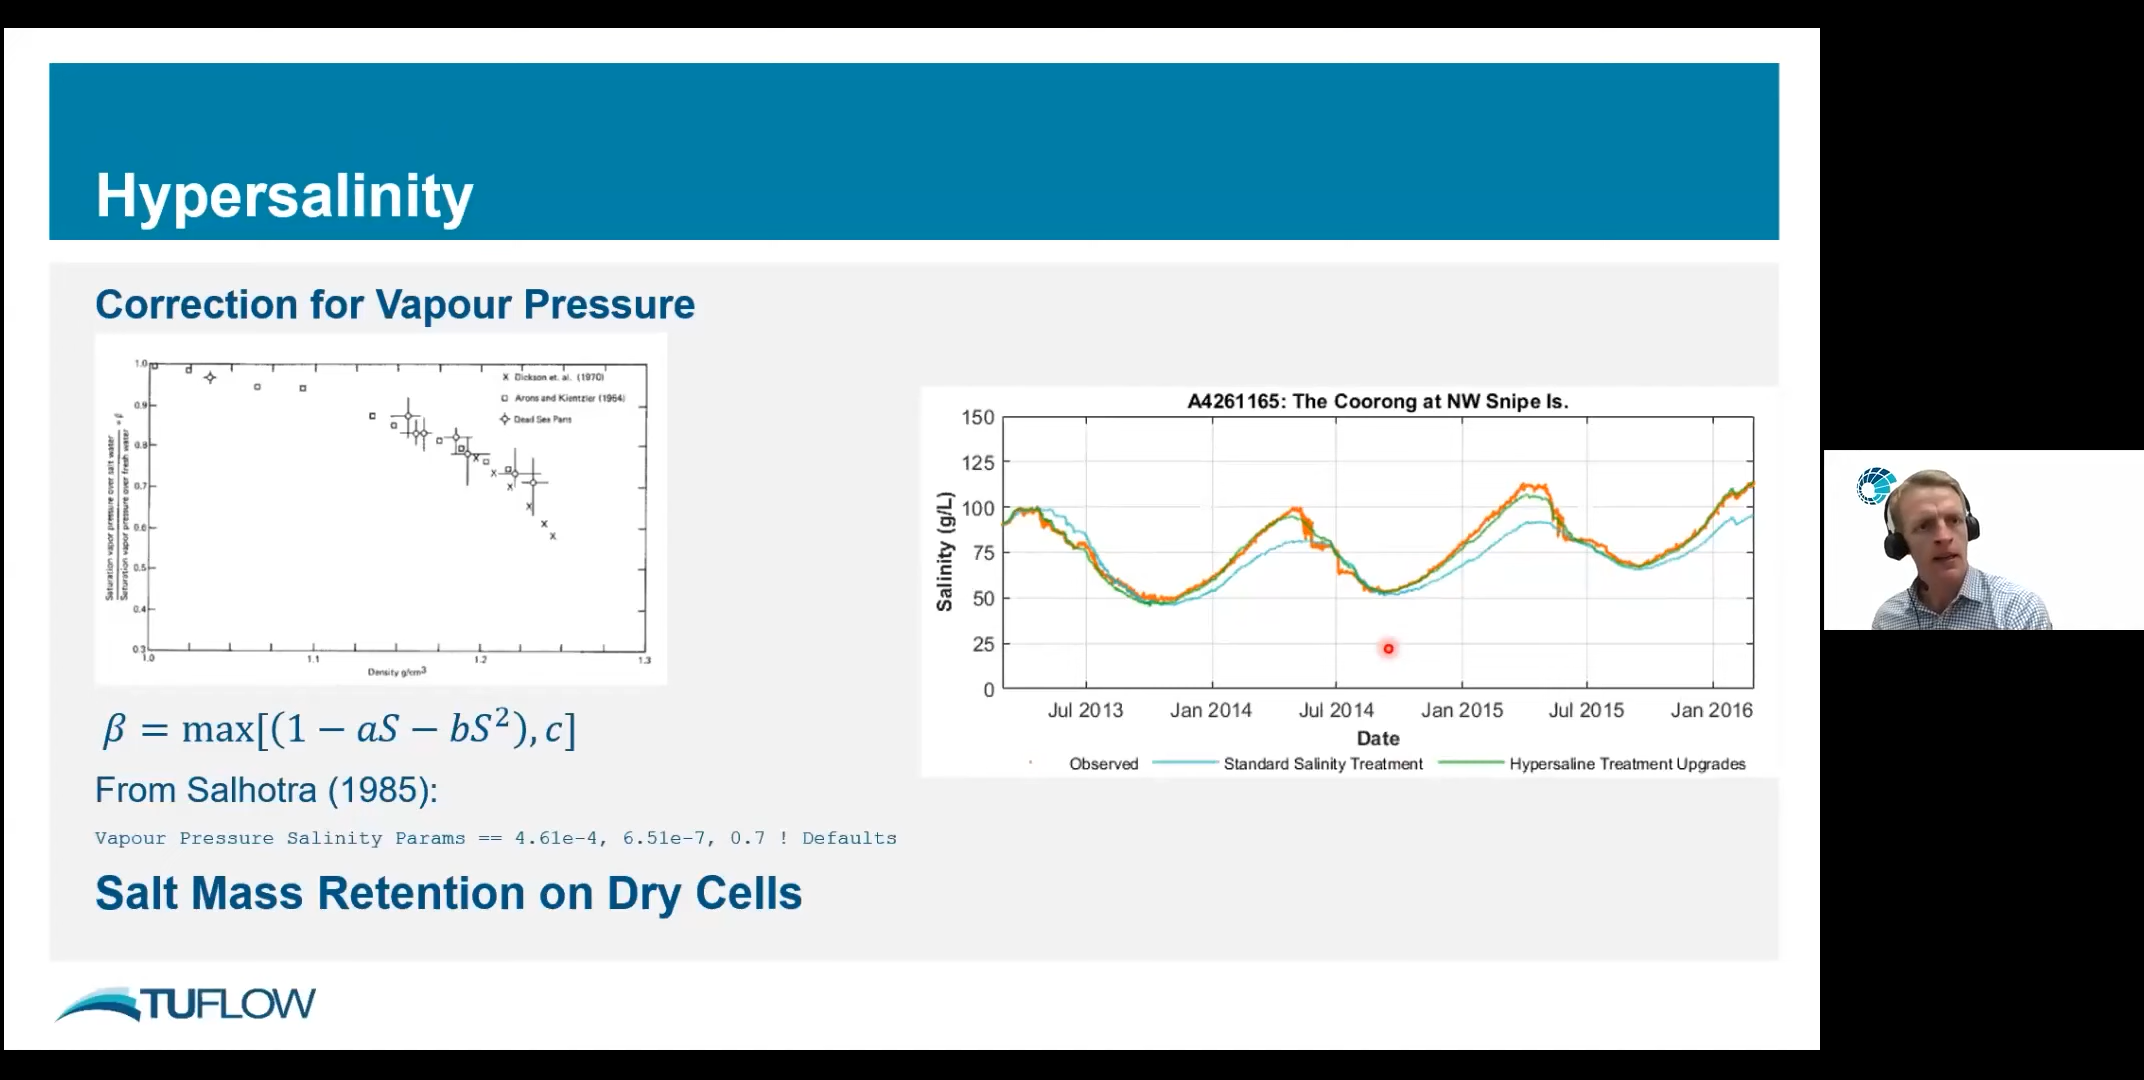 Hypersalinity
Correction for Vapour Pressure
1.0
0.9
0.8
0.7
0.6
0.5
0.4
0.3
Saturation vapor pressure over salt water
Saturation vapor pressure over fresh water
= β
x Dickson et. al. (1970)
□ Arons and Kientzler (1954)
Dead Sea Pans
1.0 1.1 1.2 1.3
Density g/cm³
β = max[(1 − aS − bS²), c]
From Salhotra (1985):
Vapour Pressure Salinity Params == 4.61e-4, 6.51e-7, 0.7 ! Defaults
Salt Mass Retention on Dry Cells
A4261165: The Coorong at NW Snipe Is.
150
125
100
75
50
25
0
Salinity (g/L)
Jul 2013 Jan 2014 Jul 2014 Jan 2015 Jul 2015 Jan 2016
Date
Observed Standard Salinity Treatment Hypersaline Treatment Upgrades
TUFLOW